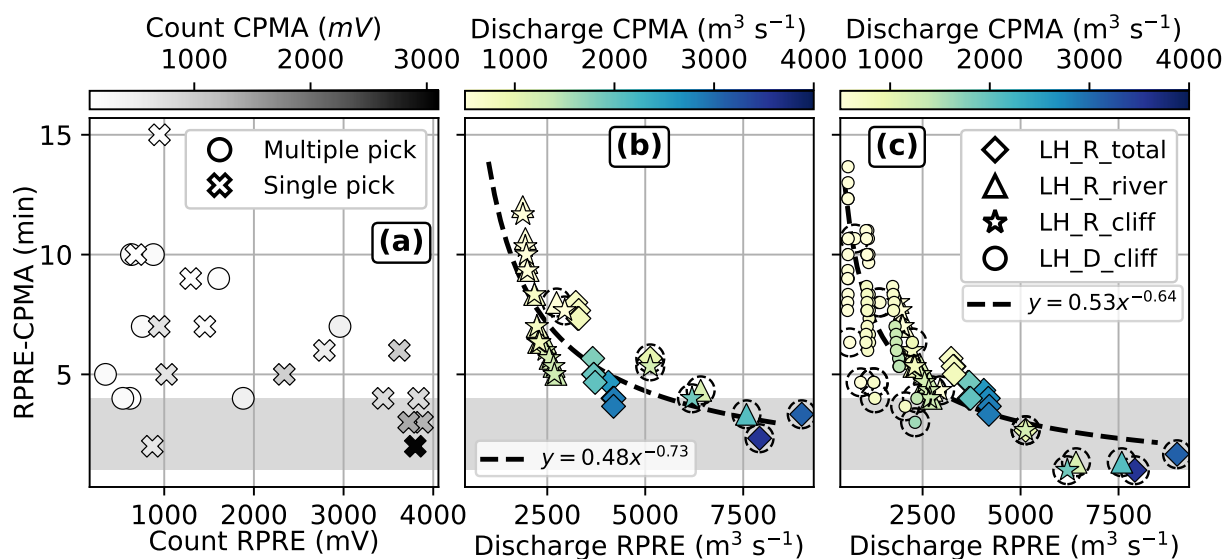 Count CPMA (mV)
1000 2000 3000
Discharge CPMA (m³ s⁻¹)
1000 2000 3000 4000
Discharge CPMA (m³ s⁻¹)
1000 2000 3000 4000
RPRE-CPMA (min)
15
10
5
Multiple pick
Single pick
(a)
1000 2000 3000 4000
Count RPRE (mV)
(b)
y = 0.48x⁻⁰·⁷³
2500 5000 7500
Discharge RPRE (m³ s⁻¹)
(c)
LH_R_total
LH_R_river
LH_R_cliff
LH_D_cliff
y = 0.53x⁻⁰·⁶⁴
2500 5000 7500
Discharge RPRE (m³ s⁻¹)